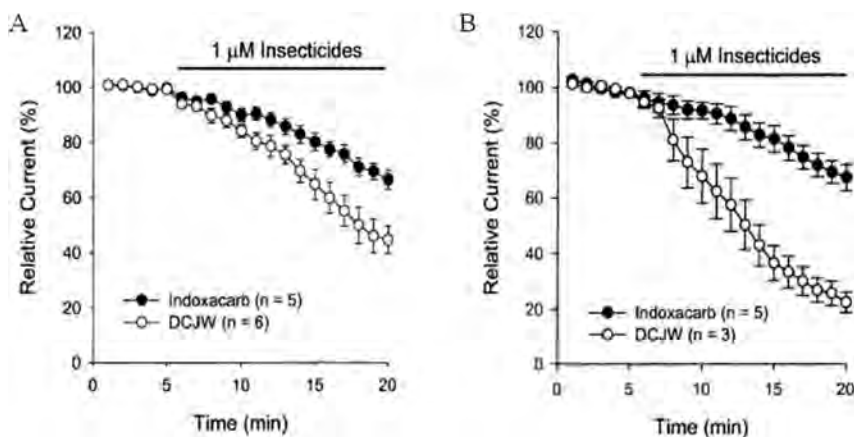 A
1 μM Insecticides
120
100
80
60
40
20
0
Relative Current (%)
Indoxacarb (n = 5)
DCJW (n = 6)
0 5 10 15 20
Time (min)
B
1 μM Insecticides
120
100
80
60
40
20
0
Relative Current (%)
Indoxacarb (n = 5)
DCJW (n = 3)
0 5 10 15 20
Time (min)